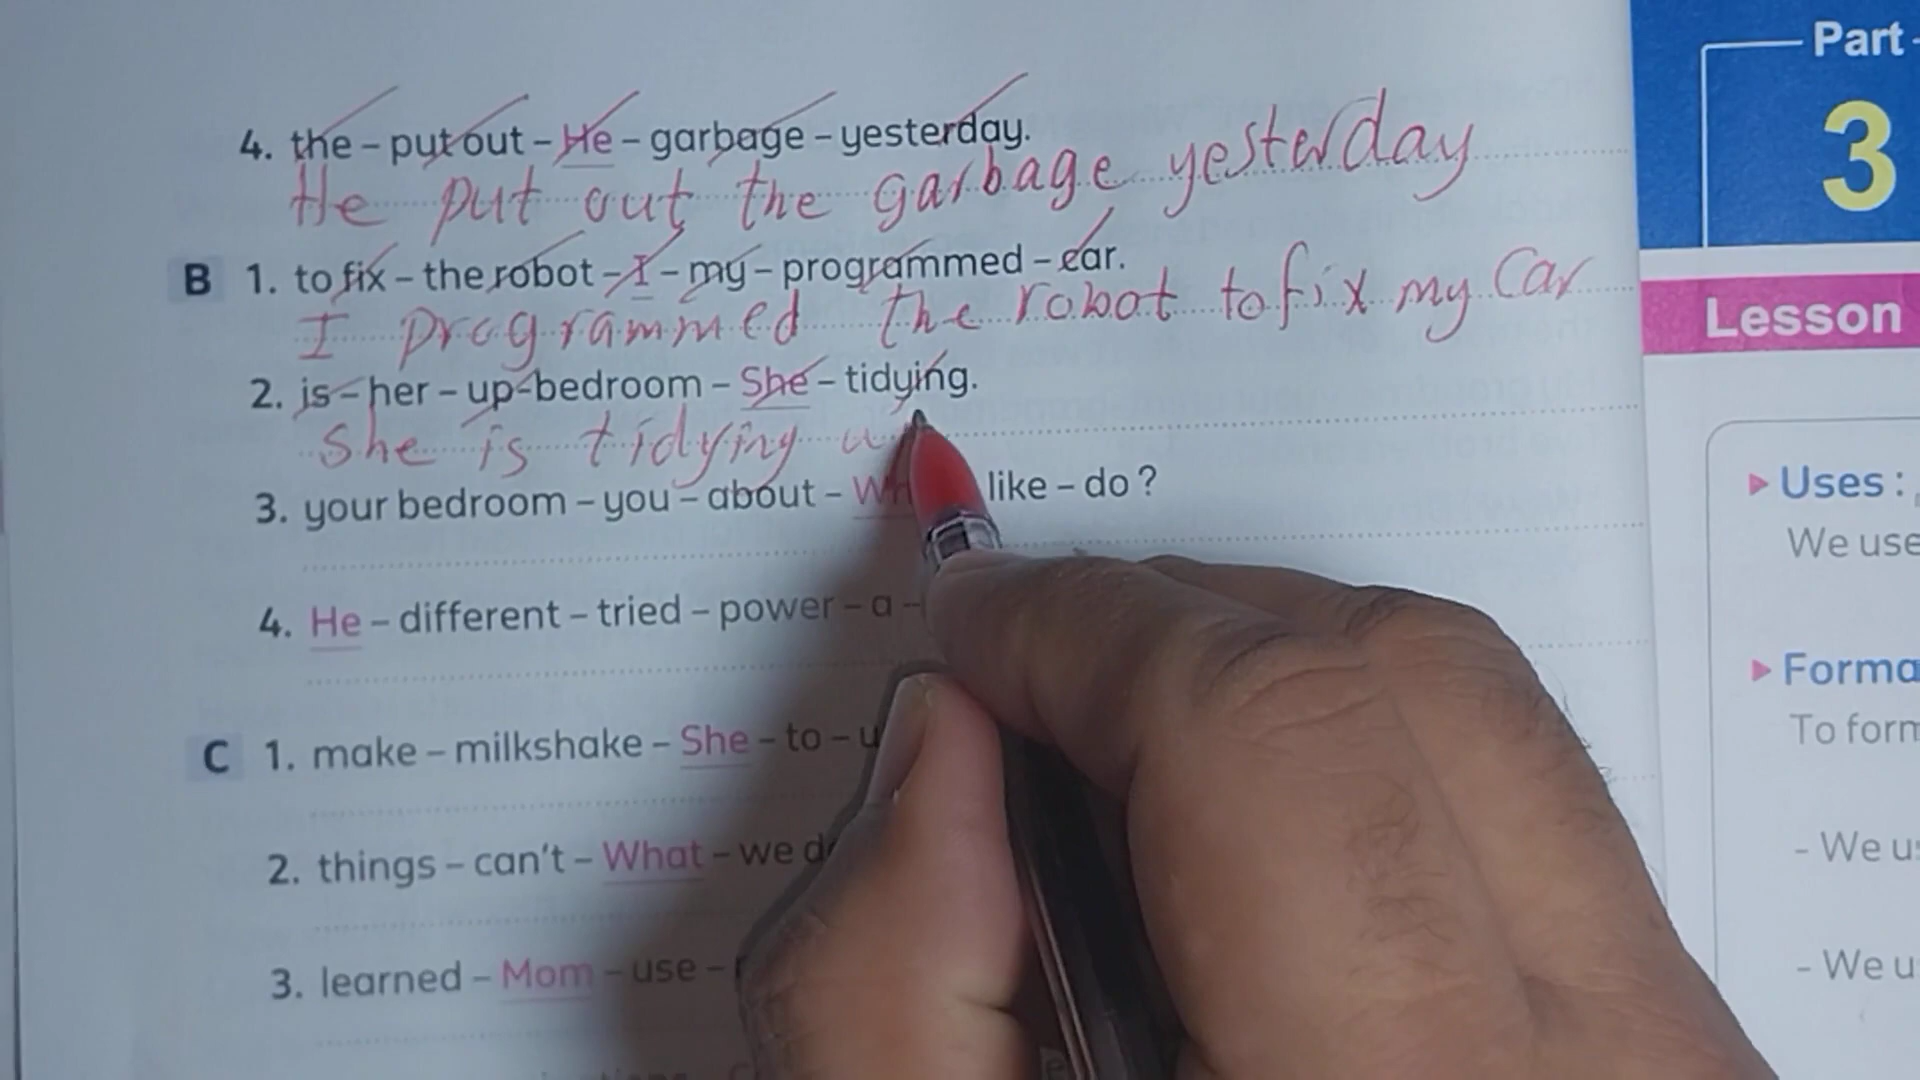 4. the – put out – He – garbage – yesterday.
He put out the garbage yesterday
B 1. to fix – the robot – I – my – programmed – car.
I programmed the robot to fix my Car
2. is – her – up – bedroom – She – tidying.
She is tidying
3. your bedroom – you – about – like – do ?
4. He – different – tried – power – a –
C 1. make – milkshake – She – to –
2. things – can't – What – we
3. learned – Mom – use –
Part
3
Lesson
Uses :
We use
- We
- We